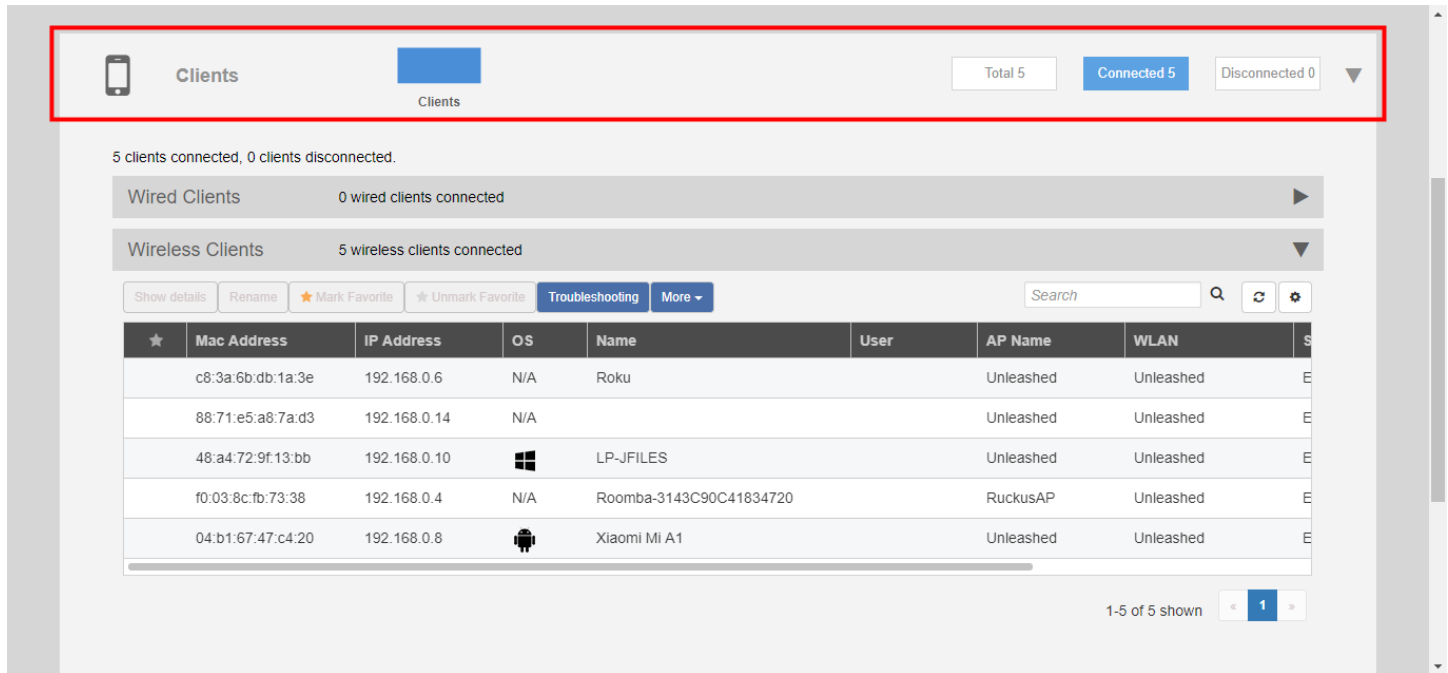 Clients Total 5 Connected 5 Disconnected 0
Clients
5 clients connected, 0 clients disconnected.
Wired Clients 0 wired clients connected
Wireless Clients 5 wireless clients connected
Show details Rename Mark Favorite Unmark Favorite Troubleshooting More Search
Mac Address IP Address OS Name User AP Name WLAN S
c8:3a:6b:db:1a:3e 192.168.0.6 N/A Roku Unleashed Unleashed E
88:71:e5:a8:7a:d3 192.168.0.14 N/A Unleashed Unleashed E
48:a4:72:9f:13:bb 192.168.0.10 LP-JFILES Unleashed Unleashed E
f0:03:8c:fb:73:38 192.168.0.4 N/A Roomba-3143C90C41834720 RuckusAP Unleashed E
04:b1:67:47:c4:20 192.168.0.8 Xiaomi Mi A1 Unleashed Unleashed E
1-5 of 5 shown « 1 »